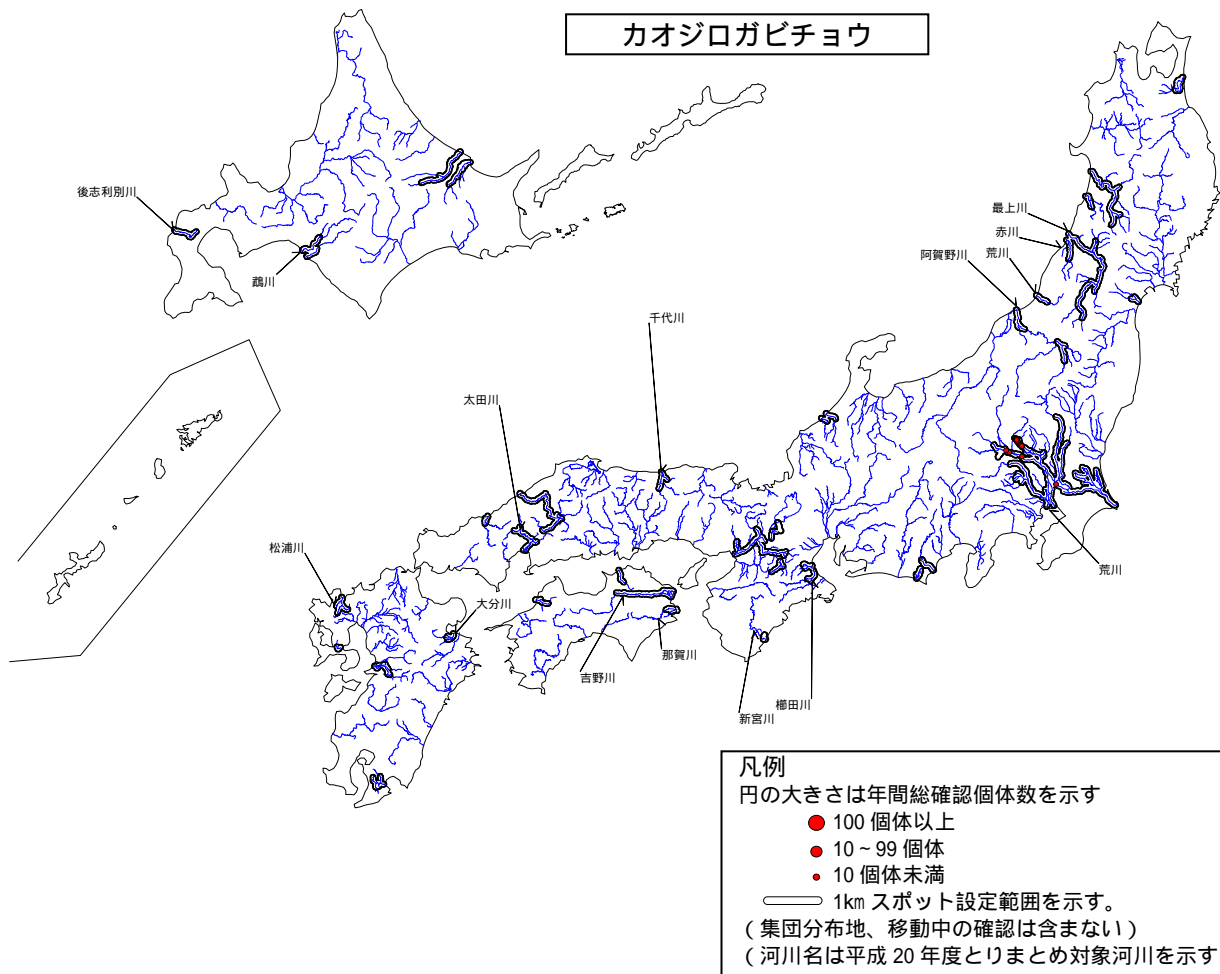 カオジロガビチョウ
後志利別川
鵡川
最上川
赤川
荒川
阿賀野川
千代川
太田川
松浦川
大分川
吉野川
那賀川
新宮川
櫛田川
荒川
凡例
円の大きさは年間総確認個体数を示す
100 個体以上
10~99 個体
10 個体未満
1km スポット設定範囲を示す。
(集団分布地、移動中の確認は含まない)
(河川名は平成 20 年度とりまとめ対象河川を示す